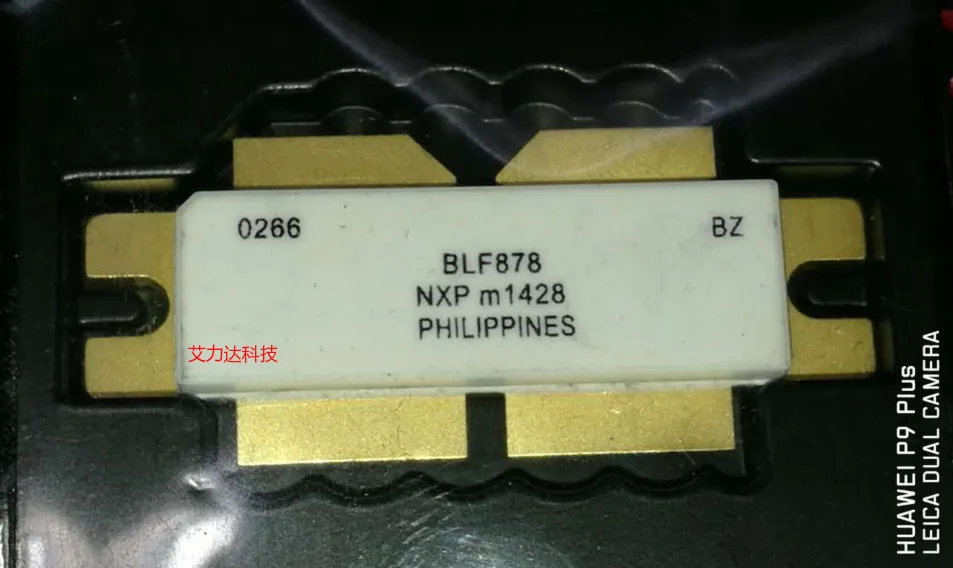 0266
BZ
BLF878
NXP m1428
PHILIPPINES
艾力达科技
HUAWEI P9 Plus
LEICA DUAL CAMERA